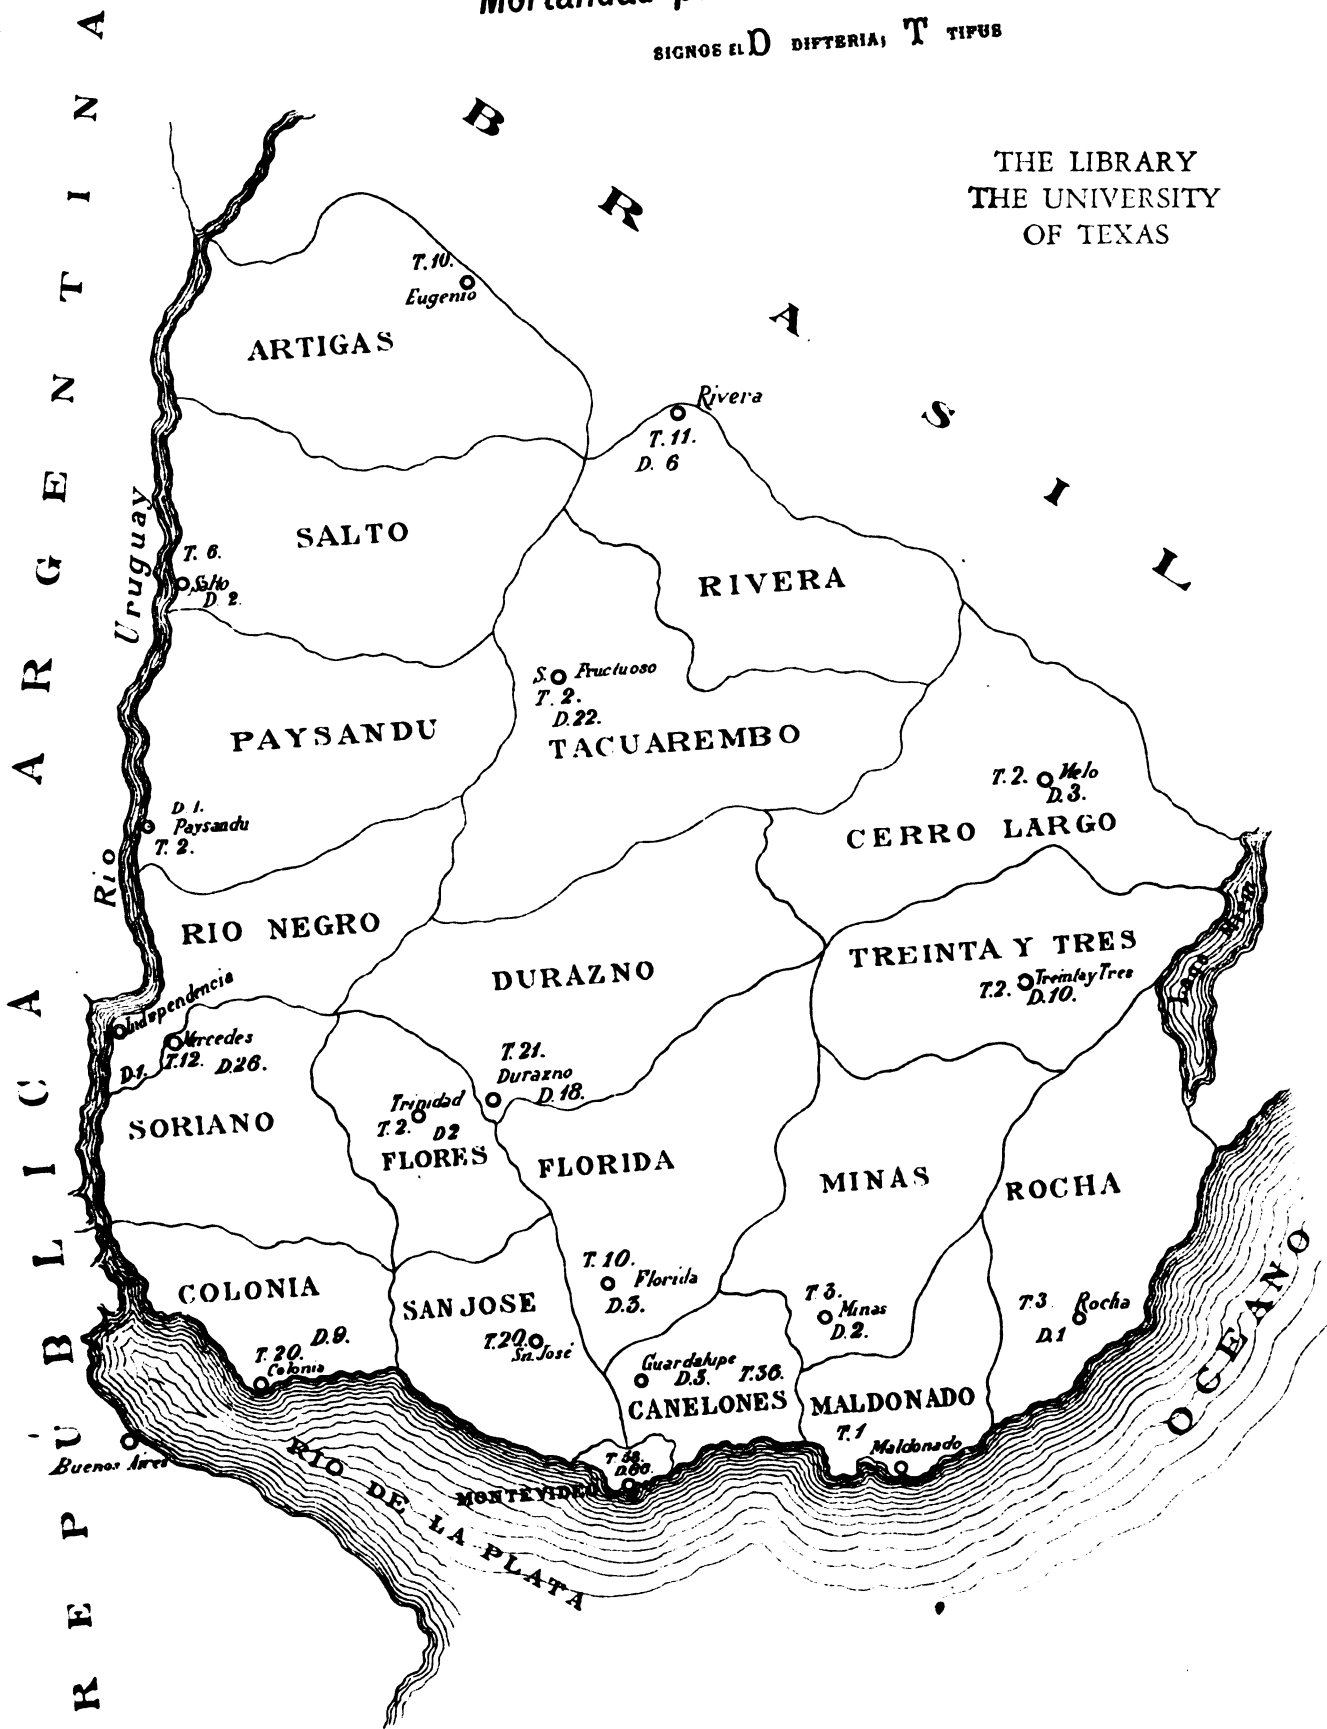 SIGNOS EL D DIFTERIA; T TIFUS
THE LIBRARY
THE UNIVERSITY
OF TEXAS
BRASIL
REPÚBLICA ARGENTINA
Rio Uruguay
T.10.
Eugenio
ARTIGAS
Rivera
T.11.
D. 6
SALTO
T. 6.
Salto
D 2.
RIVERA
S. Fructuoso
T. 2.
D.22.
TACUAREMBO
PAYSANDU
D 1.
Paysandu
T. 2.
T.2. Melo
D.3.
CERRO LARGO
RIO NEGRO
DURAZNO
TREINTA Y TRES
T.2. Treinta y Tres
D.10.
Independencia
D.1.
Mercedes
T.12. D.26.
SORIANO
T.21.
Durazno
D.18.
Trinidad
T.2. D2
FLORES
FLORIDA
MINAS
ROCHA
COLONIA
D.9.
T.20.
Colonia
SAN JOSE
T.20.
Sn. José
T.10.
Florida
D.3.
T 3.
Minas
D.2.
T3 Rocha
D.1
Guardalupe
T.36.
CANELONES
MALDONADO
T.1
Maldonado
MONTEVIDEO
Buenos Aires
RIO DE LA PLATA
OCEANO